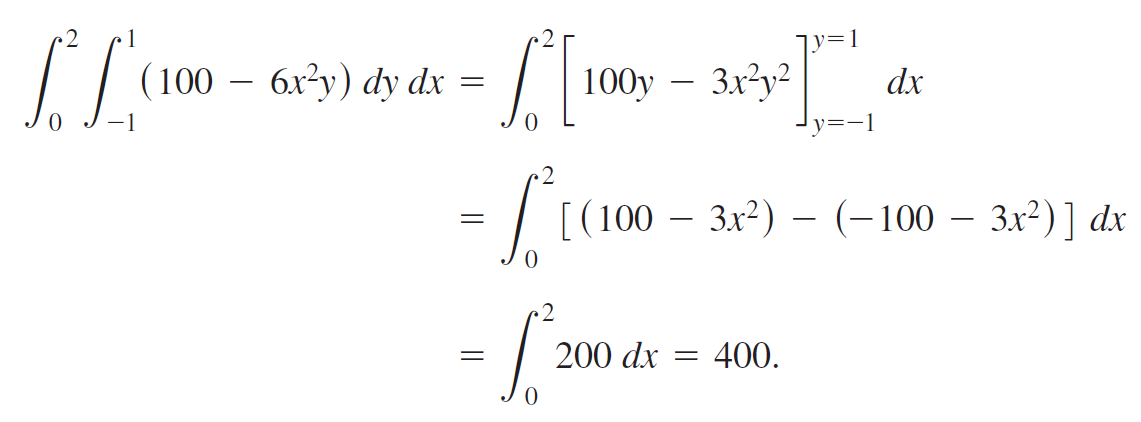 ∫₀² ∫₋₁¹ (100 − 6x²y) dy dx = ∫₀² [100y − 3x²y²]_{y=−1}^{y=1} dx
= ∫₀² [(100 − 3x²) − (−100 − 3x²)] dx
= ∫₀² 200 dx = 400.